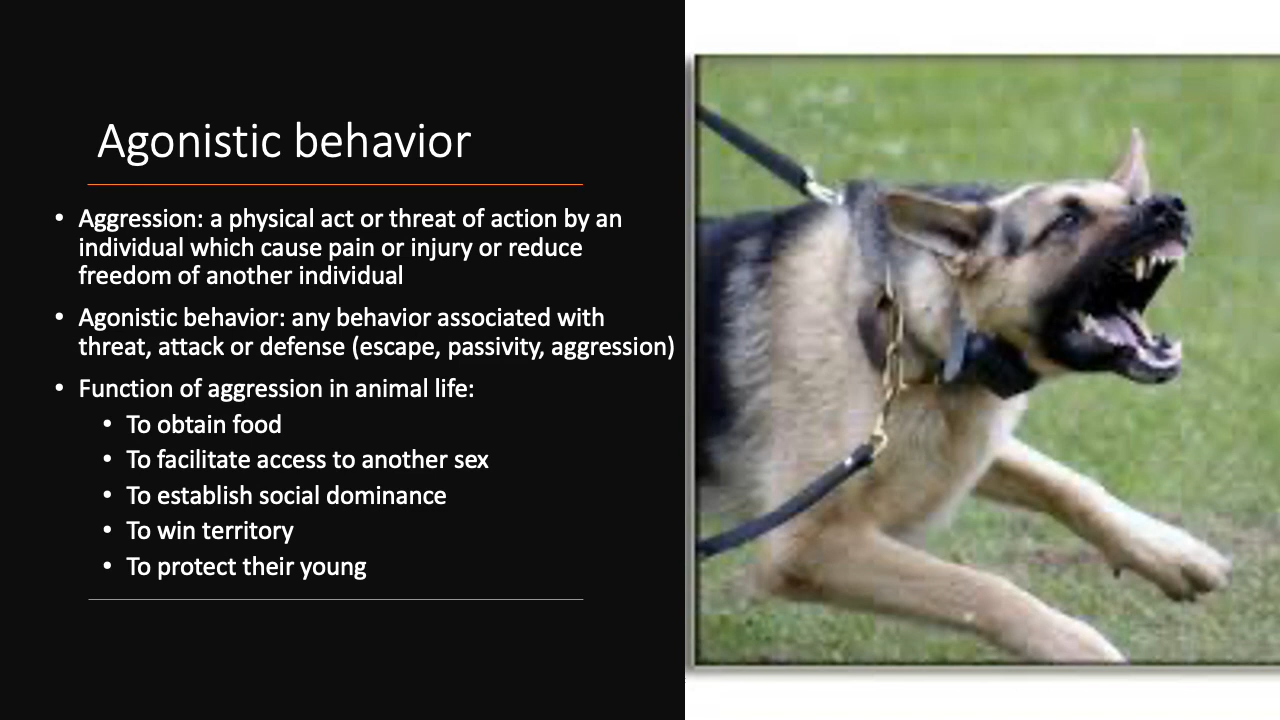 Agonistic behavior
• Aggression: a physical act or threat of action by an
individual which cause pain or injury or reduce
freedom of another individual
• Agonistic behavior: any behavior associated with
threat, attack or defense (escape, passivity, aggression)
• Function of aggression in animal life:
• To obtain food
• To facilitate access to another sex
• To establish social dominance
• To win territory
• To protect their young